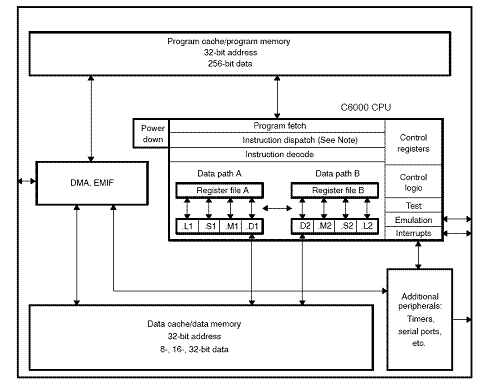 Program cache/program memory
32-bit address
256-bit data
C6000 CPU
Power
down
Program fetch
Instruction dispatch (See Note)
Instruction decode
Control
registers
Control
logic
Test
Emulation
Interrupts
Data path A
Register file A
.L1 .S1 .M1 .D1
Data path B
Register file B
.D2 .M2 .S2 .L2
DMA, EMIF
Data cache/data memory
32-bit address
8-, 16-, 32-bit data
Additional
peripherals:
Timers,
serial ports,
etc.